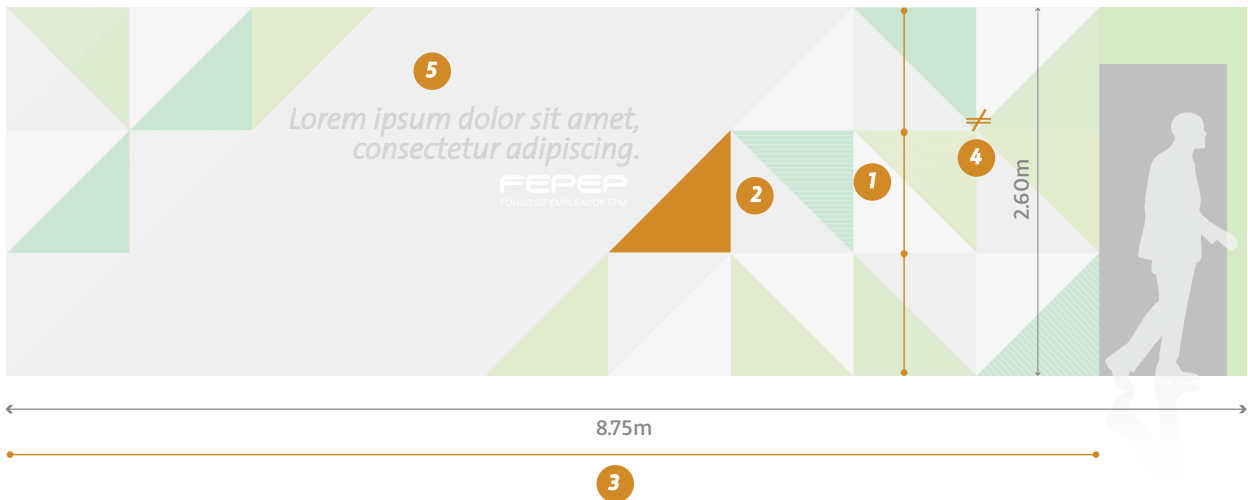 5
Lorem ipsum dolor sit amet,
consectetur adipiscing.
FEPEP
FONDO DE EMPLEADOS EPM
4
1
2
2.60m
8.75m
3